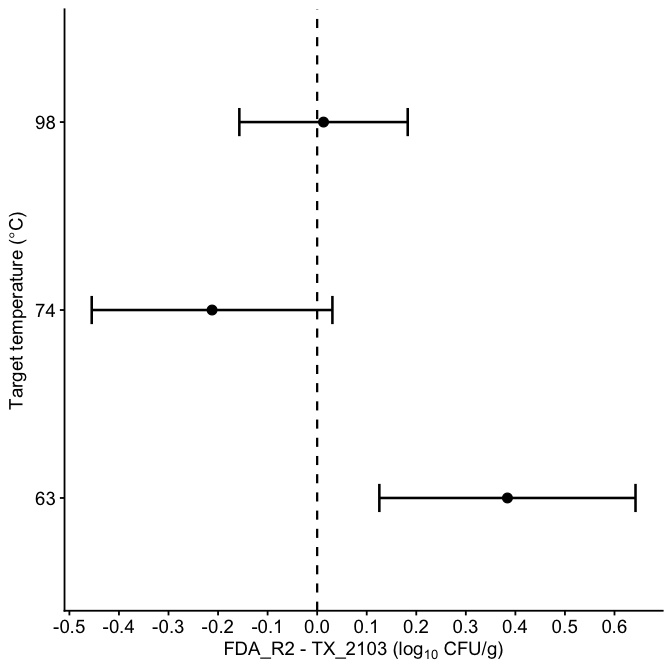 98
74
63
Target temperature (°C)
-0.5 -0.4 -0.3 -0.2 -0.1 0.0 0.1 0.2 0.3 0.4 0.5 0.6
FDA_R2 - TX_2103 (log₁₀ CFU/g)